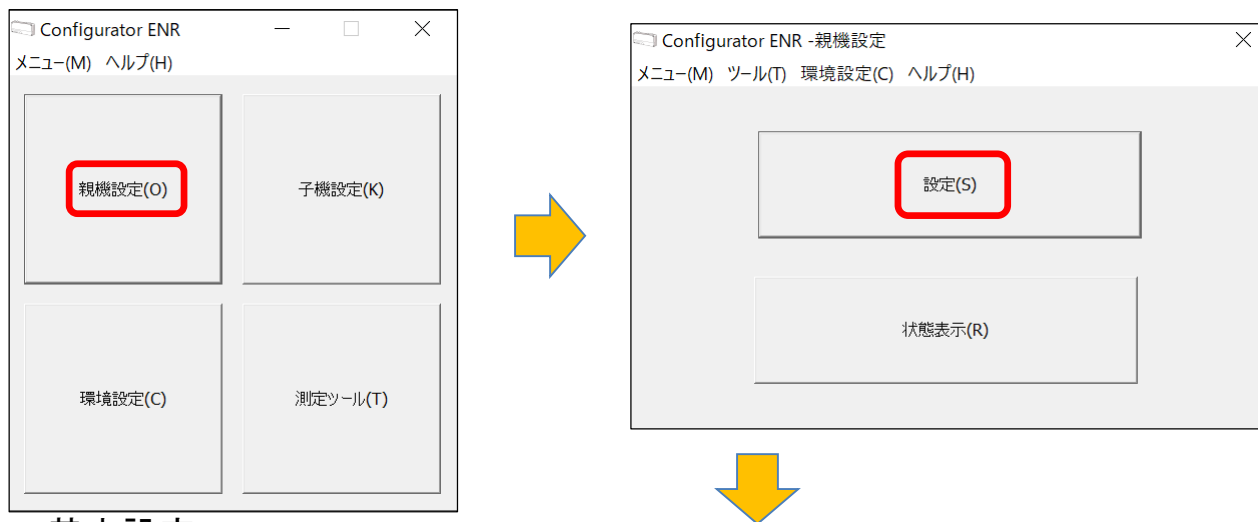 Configurator ENR
メニュー(M) ヘルプ(H)
親機設定(O)
子機設定(K)
環境設定(C)
測定ツール(T)
Configurator ENR -親機設定
メニュー(M) ツール(T) 環境設定(C) ヘルプ(H)
設定(S)
状態表示(R)